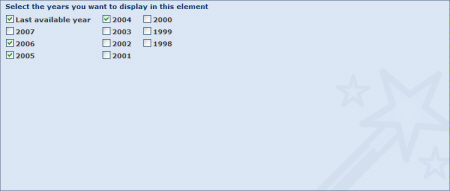 Select the years you want to display in this element
Last available year 2004 2000
2007 2003 1999
2006 2002 1998
2005 2001